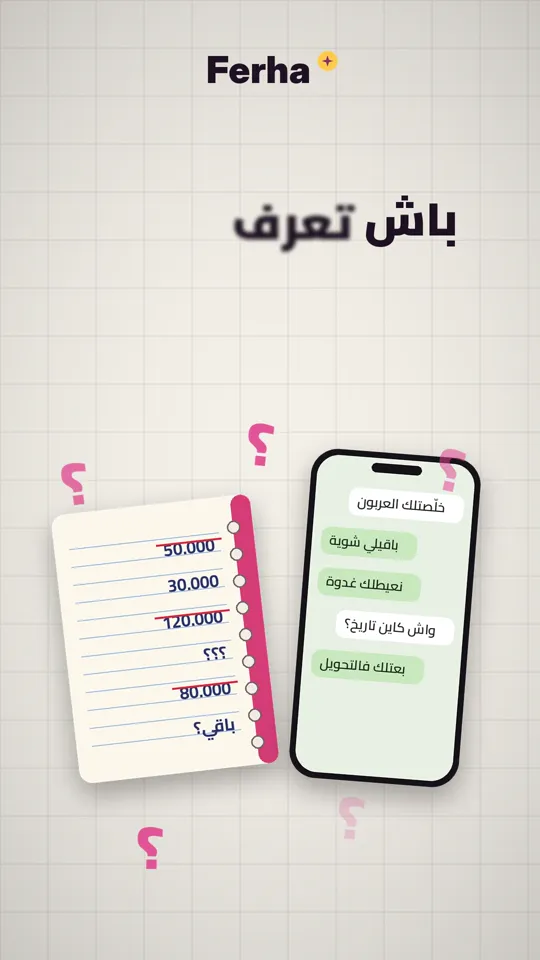 Ferha
باش تعرف
؟
؟
؟
50.000
30.000
120.000
؟؟؟
80.000
باقي؟
خلّصتلك العربون
باقيلي شوية
نعيطلك غدوة
واش كاين تاريخ؟
بعتلك فالتحويل
؟
؟